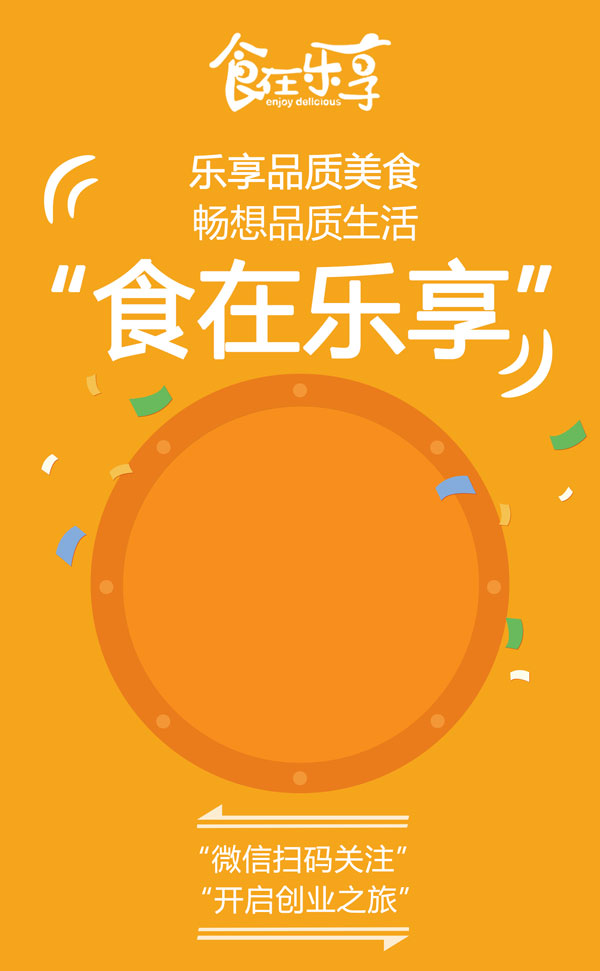 食在乐享
enjoy delicious
乐享品质美食
畅想品质生活
“食在乐享”
“微信扫码关注”
“开启创业之旅”